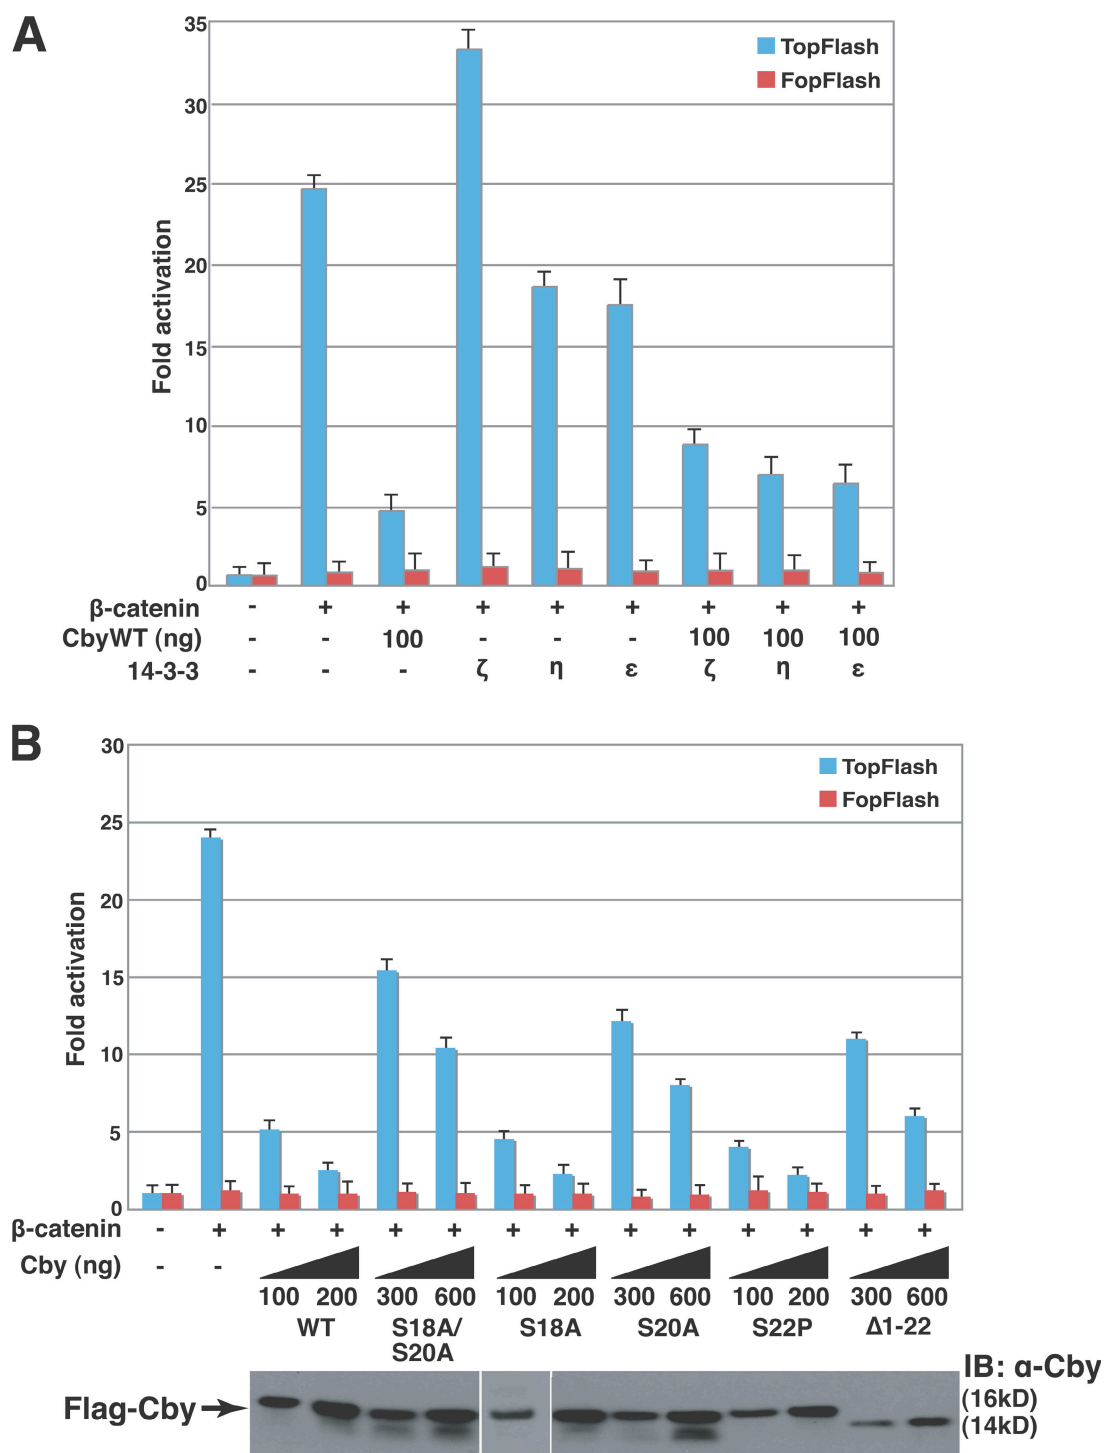 A
35
30
25
20
15
10
5
0
Fold activation
TopFlash
FopFlash
β-catenin - + + + + + + + +
CbyWT (ng) - - 100 - - - 100 100 100
14-3-3 - - - ζ η ε ζ η ε
B
30
25
20
15
10
5
0
Fold activation
TopFlash
FopFlash
β-catenin - + + + + + + + + + + + + +
Cby (ng) - -
100 200 300 600 100 200 300 600 100 200 300 600
WT S18A/ S18A S20A S22P Δ1-22
S20A
IB: α-Cby
Flag-Cby
(16kD)
(14kD)